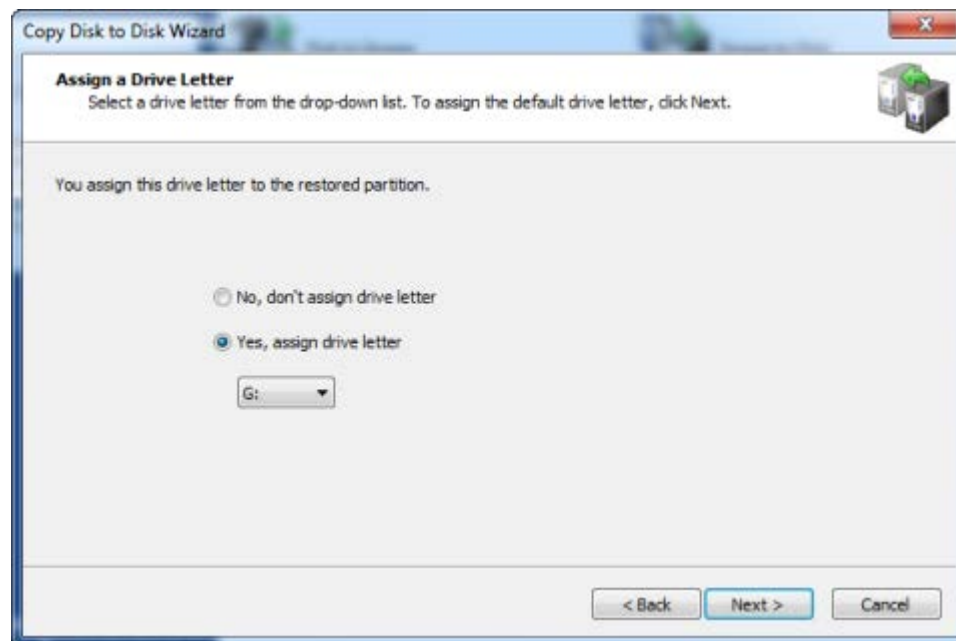 Copy Disk to Disk Wizard
Assign a Drive Letter
Select a drive letter from the drop-down list. To assign the default drive letter, click Next.
You assign this drive letter to the restored partition.
No, don't assign drive letter
Yes, assign drive letter
G:
< Back Next > Cancel